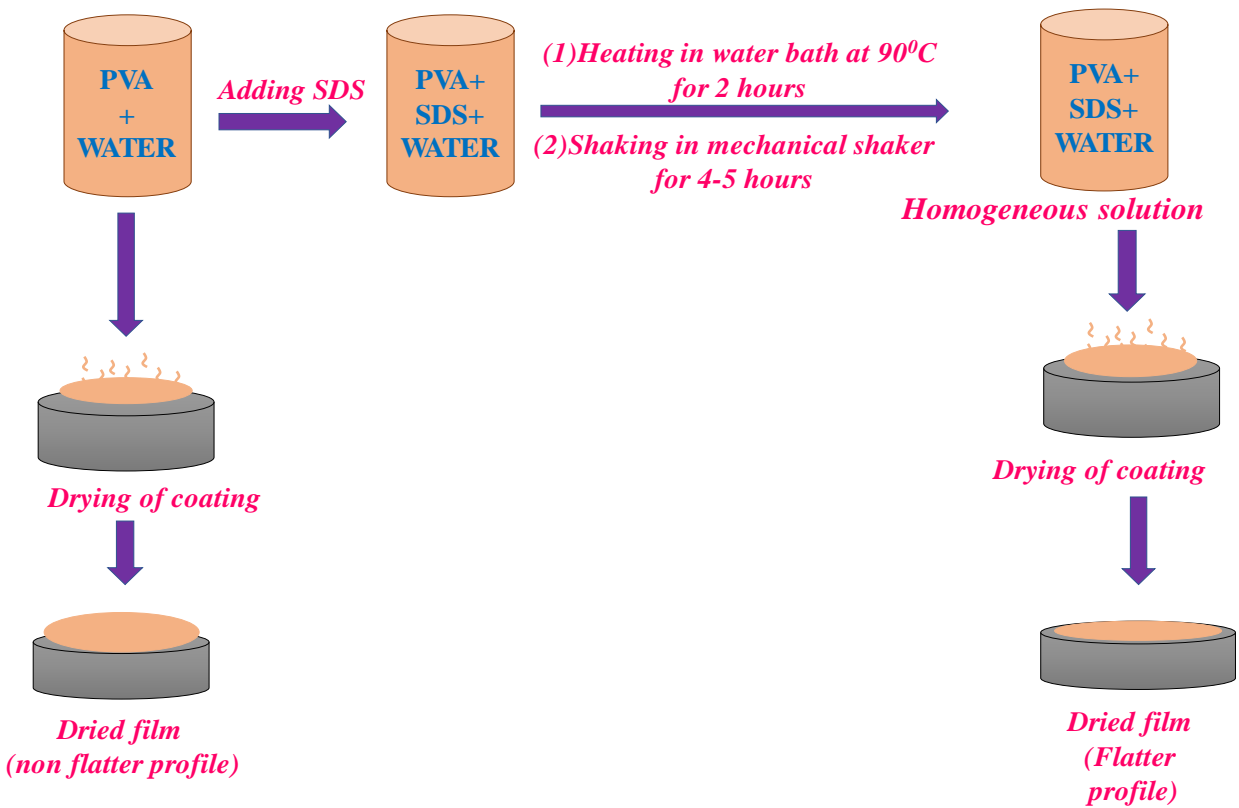 PVA
+
WATER
Adding SDS
PVA+
SDS+
WATER
(1)Heating in water bath at 90⁰C
for 2 hours
(2)Shaking in mechanical shaker
for 4-5 hours
PVA+
SDS+
WATER
Homogeneous solution
Drying of coating
Drying of coating
Dried film
(non flatter profile)
Dried film
(Flatter
profile)